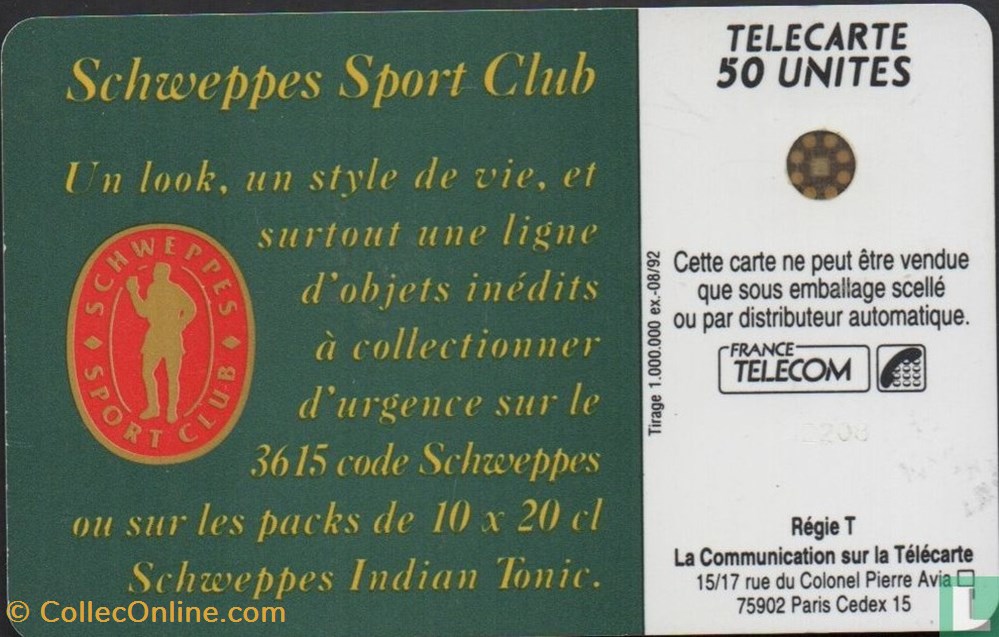 Schweppes Sport Club
Un look, un style de vie, et
surtout une ligne
d'objets inédits
à collectionner
d'urgence sur le
3615 code Schweppes
ou sur les packs de 10 x 20 cl
Schweppes Indian Tonic.
SCHWEPPES
SPORT CLUB
TELECARTE
50 UNITES
Tirage 1.000.000 ex.-08/92
Cette carte ne peut être vendue
que sous emballage scellé
ou par distributeur automatique.
FRANCE
TELECOM
Régie T
La Communication sur la Télécarte
15/17 rue du Colonel Pierre Avia
75902 Paris Cedex 15
© CollecOnline.com
L